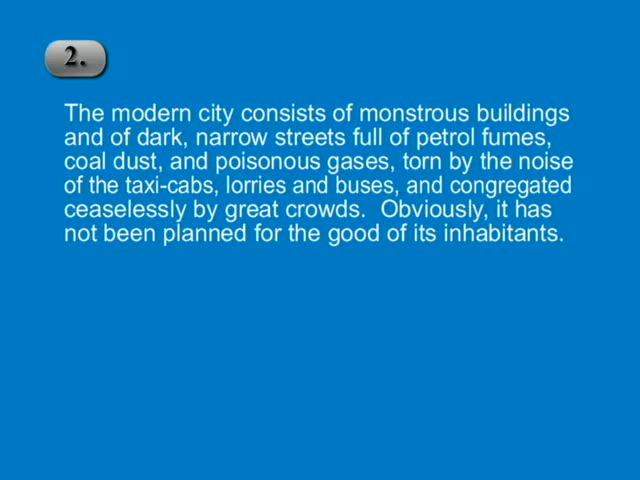 2.
The modern city consists of monstrous buildings
and of dark, narrow streets full of petrol fumes,
coal dust, and poisonous gases, torn by the noise
of the taxi-cabs, lorries and buses, and congregated
ceaselessly by great crowds.  Obviously, it has
not been planned for the good of its inhabitants.